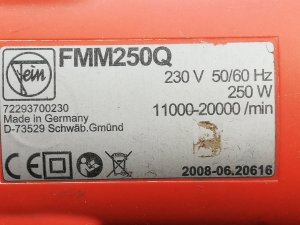 Fein
FMM250Q
230 V 50/60 Hz
250 W
11000-20000 /min
72293700230
Made in Germany
D-73529 Schwäb.Gmünd
2008-06.20616